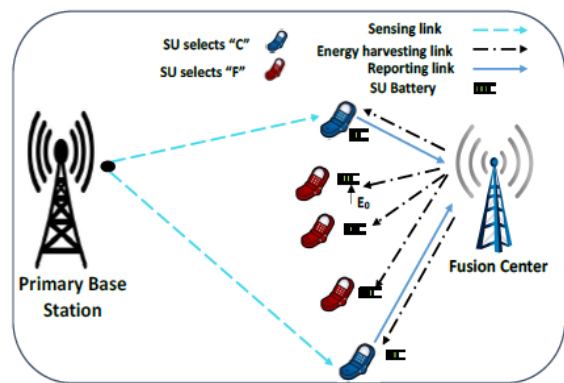 Sensing link
SU selects “C”
Energy harvesting link
SU selects “F”
Reporting link
SU Battery
E0
Fusion Center
Primary Base
Station